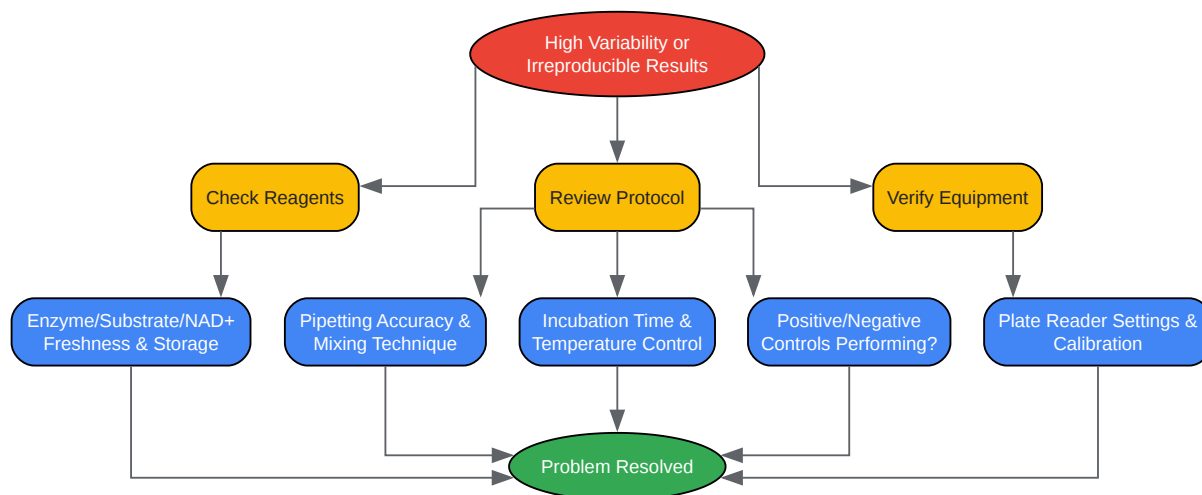 High Variability or
Irreproducible Results
Check Reagents
Review Protocol
Verify Equipment
Enzyme/Substrate/NAD+
Freshness & Storage
Pipetting Accuracy &
Mixing Technique
Incubation Time &
Temperature Control
Positive/Negative
Controls Performing?
Plate Reader Settings &
Calibration
Problem Resolved